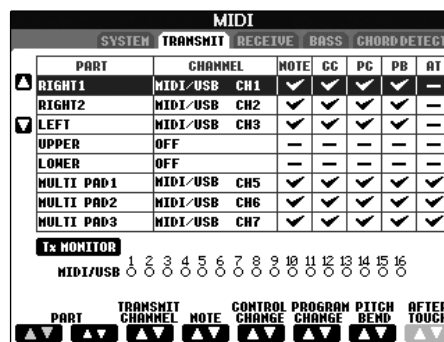 MIDI
SYSTEM TRANSMIT RECEIVE BASS CHORD DETECT
PART CHANNEL NOTE CC PC PB AT
RIGHT1 MIDI/USB CH1
RIGHT2 MIDI/USB CH2
LEFT MIDI/USB CH3
UPPER OFF
LOWER OFF
MULTI PAD1 MIDI/USB CH5
MULTI PAD2 MIDI/USB CH6
MULTI PAD3 MIDI/USB CH7
Tx MONITOR
1 2 3 4 5 6 7 8 9 10 11 12 13 14 15 16
MIDI/USB
PART TRANSMIT CHANNEL NOTE CONTROL CHANGE PROGRAM CHANGE PITCH BEND AFTER TOUCH